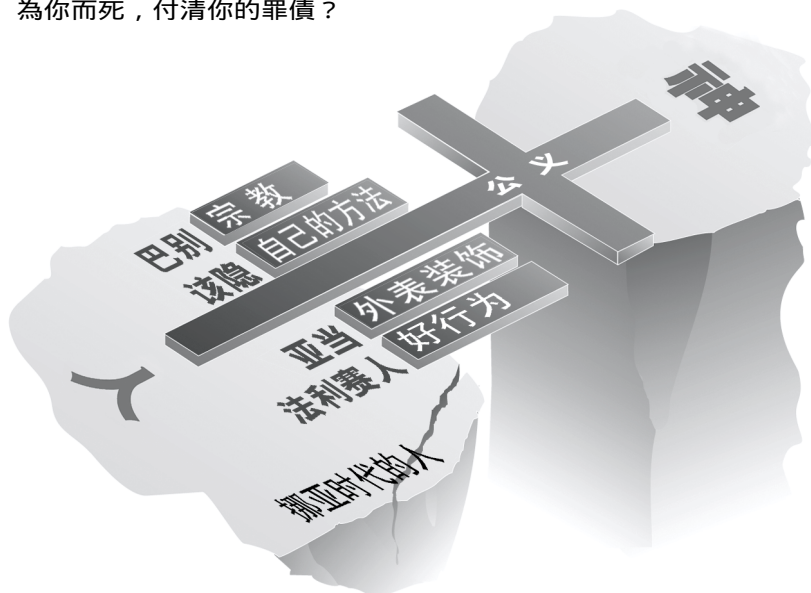 為你而死，付清你的罪債？
神
公义
巴别 宗教
该隐 自己的方法
亚当 外表装饰
法利赛人 好行为
人
挪亚时代的人